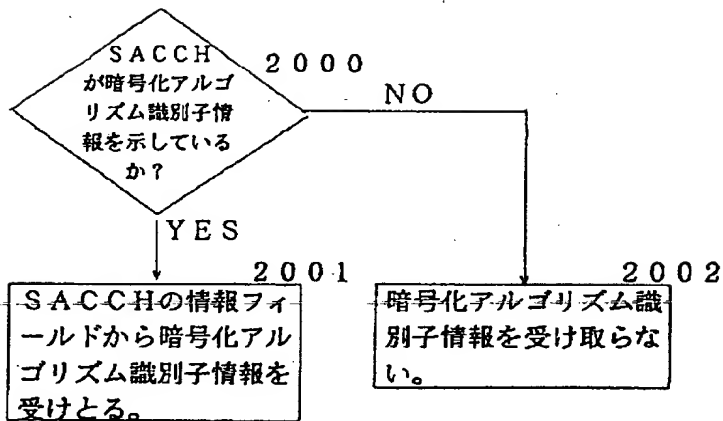 SACCH
が暗号化アルゴ
リズム識別子情
報を示している
か？
2000
NO
YES
2001
SACCHの情報フィ
ールドから暗号化アル
ゴリズム識別子情報を
受けとる。
2002
暗号化アルゴリズム識
別子情報を受け取らな
い。